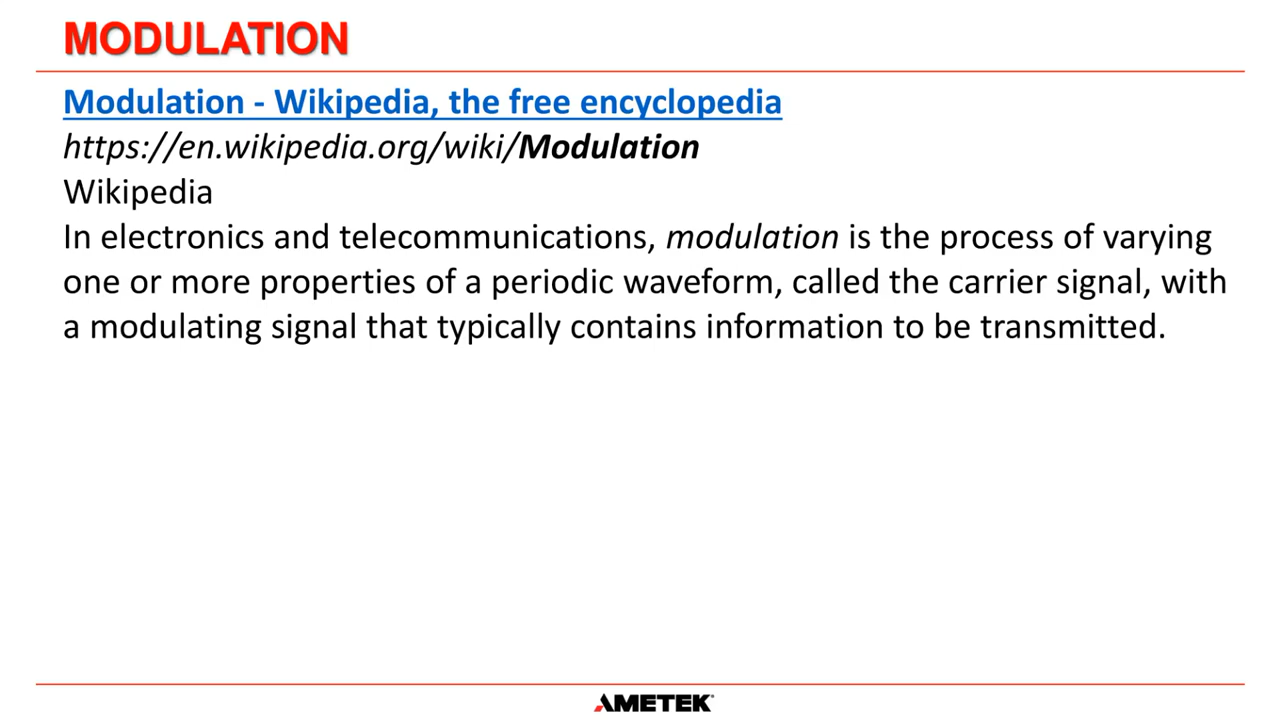 MODULATION
Modulation - Wikipedia, the free encyclopedia
https://en.wikipedia.org/wiki/Modulation
Wikipedia
In electronics and telecommunications, modulation is the process of varying
one or more properties of a periodic waveform, called the carrier signal, with
a modulating signal that typically contains information to be transmitted.
AMETEK